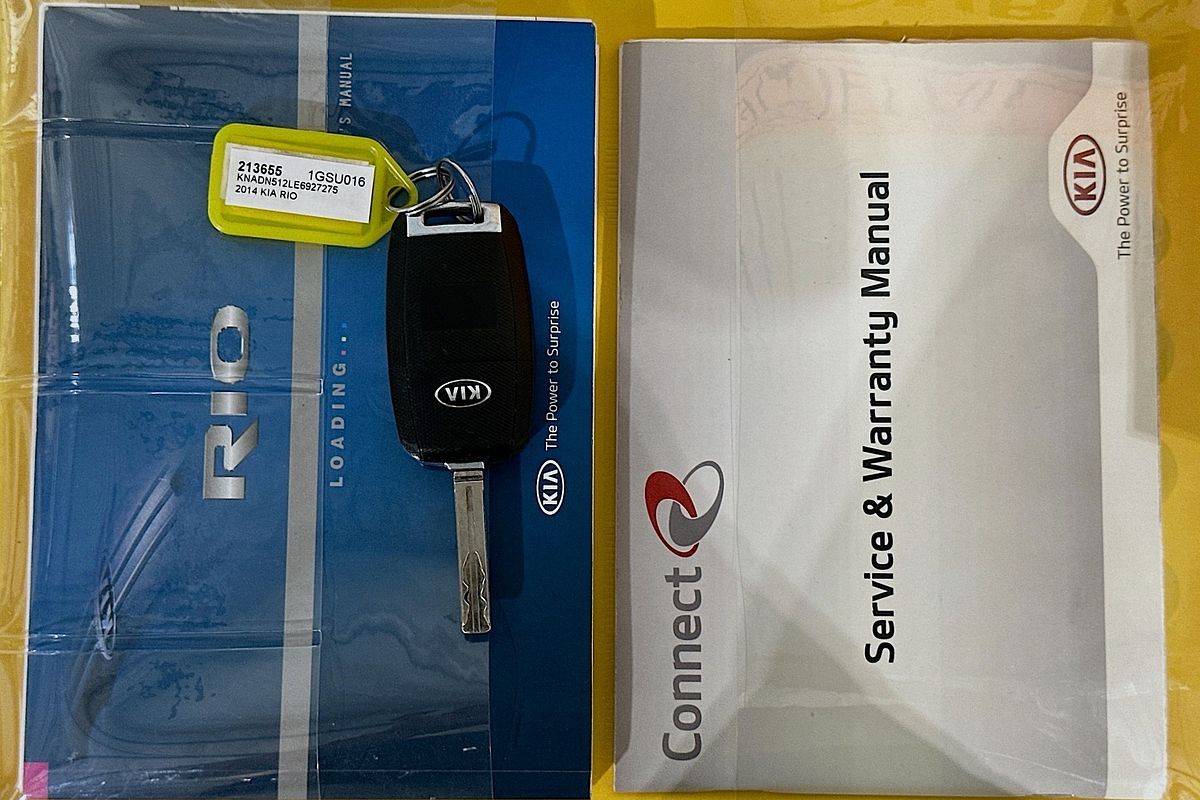 213655 1GSU016
KNADN512LE6927275
2014 KIA RIO
RIO
LOADING...
'S MANUAL
KIA
KIA The Power to Surprise
Connect
Service & Warranty Manual
KIA
The Power to Surprise